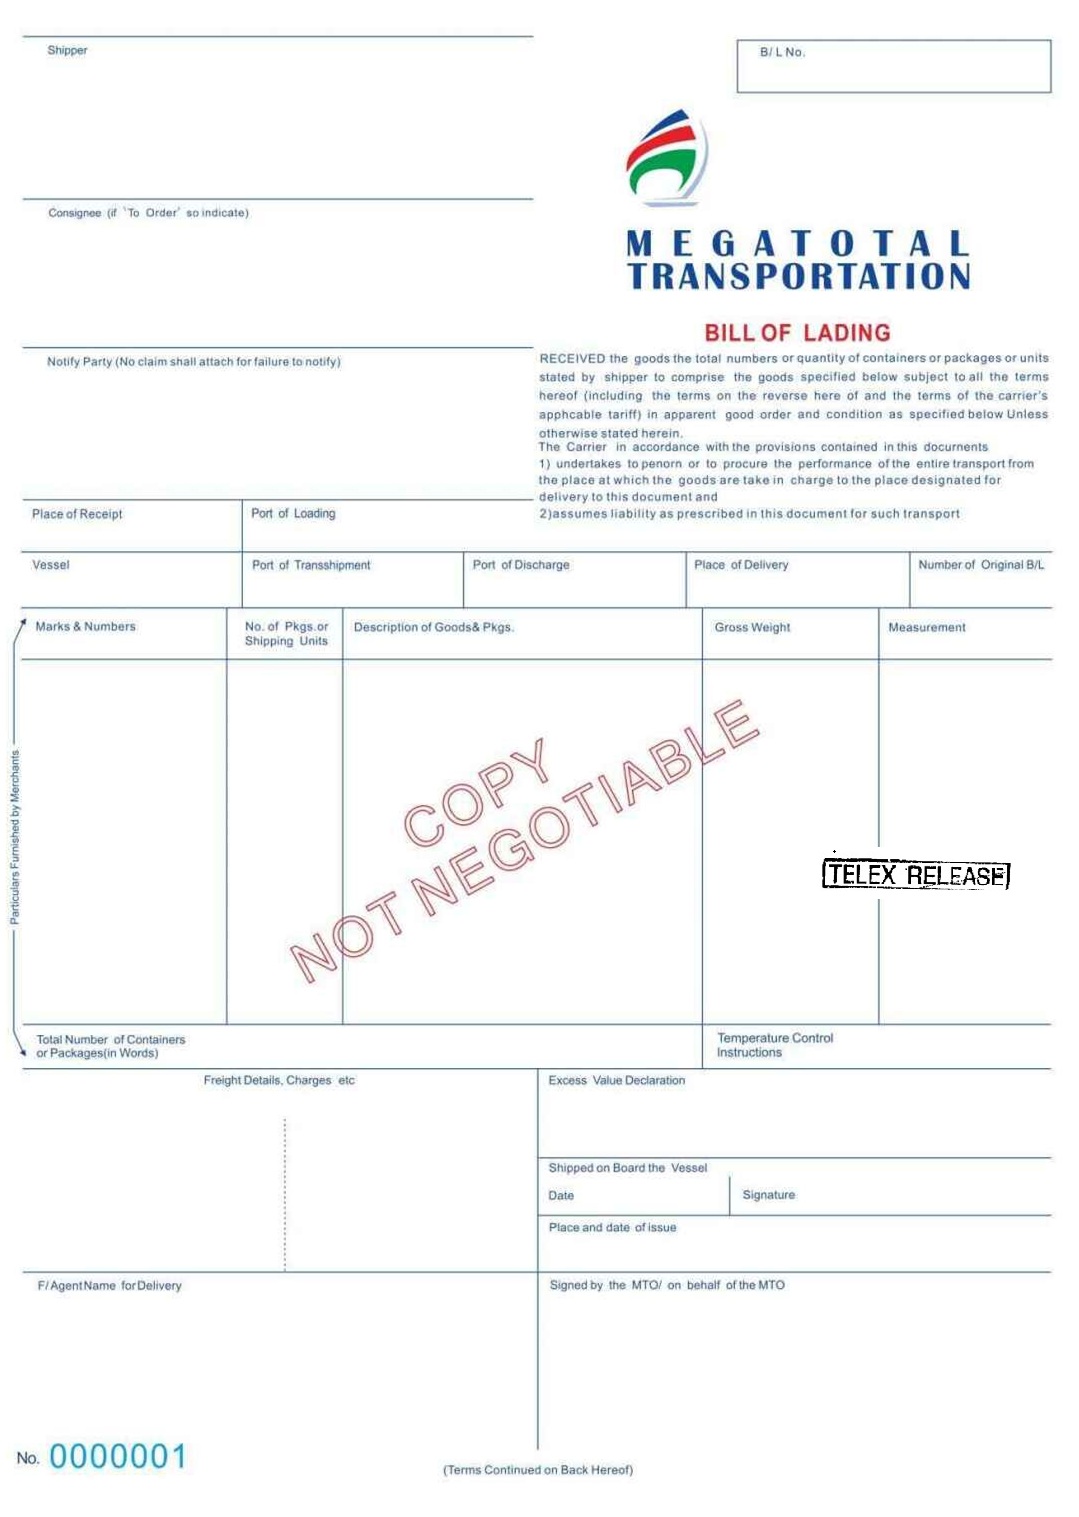 Shipper
B/ L No.
Consignee (if 'To Order' so indicate)
MEGATOTAL
TRANSPORTATION
BILL OF LADING
Notify Party (No claim shall attach for failure to notify)
RECEIVED the goods the total numbers or quantity of containers or packages or units
stated by shipper to comprise the goods specified below subject to all the terms
hereof (including the terms on the reverse here of and the terms of the carrier's
apphcable tariff) in apparent good order and condition as specified below Unless
otherwise stated herein.
The Carrier in accordance with the provisions contained in this documents
1) undertakes to penorn or to procure the performance of the entire transport from
the place at which the goods are take in charge to the place designated for
delivery to this document and
2)assumes liability as prescribed in this document for such transport
Place of Receipt
Port of Loading
Vessel
Port of Transshipment
Port of Discharge
Place of Delivery
Number of Original B/L
Marks & Numbers
No. of Pkgs.or
Shipping Units
Description of Goods& Pkgs.
Gross Weight
Measurement
Particulars Furnished by Merchants
COPY
NOT NEGOTIABLE
TELEX RELEASE
Total Number of Containers
or Packages(in Words)
Temperature Control
Instructions
Freight Details, Charges etc
Excess Value Declaration
Shipped on Board the Vessel
Date
Signature
Place and date of issue
F/ Agent Name for Delivery
Signed by the MTO/ on behalf of the MTO
No. 0000001
(Terms Continued on Back Hereof)